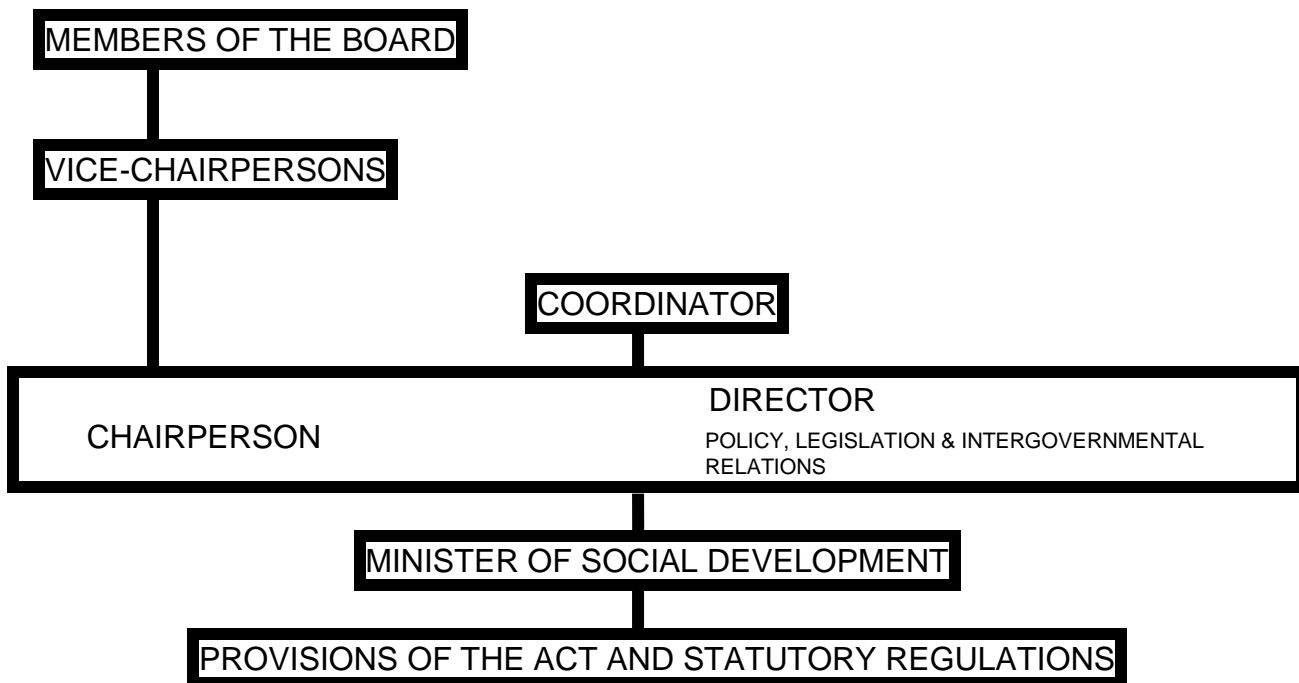 MEMBERS OF THE BOARD
VICE-CHAIRPERSONS
COORDINATOR
CHAIRPERSON
DIRECTOR
POLICY, LEGISLATION & INTERGOVERNMENTAL
RELATIONS
MINISTER OF SOCIAL DEVELOPMENT
PROVISIONS OF THE ACT AND STATUTORY REGULATIONS